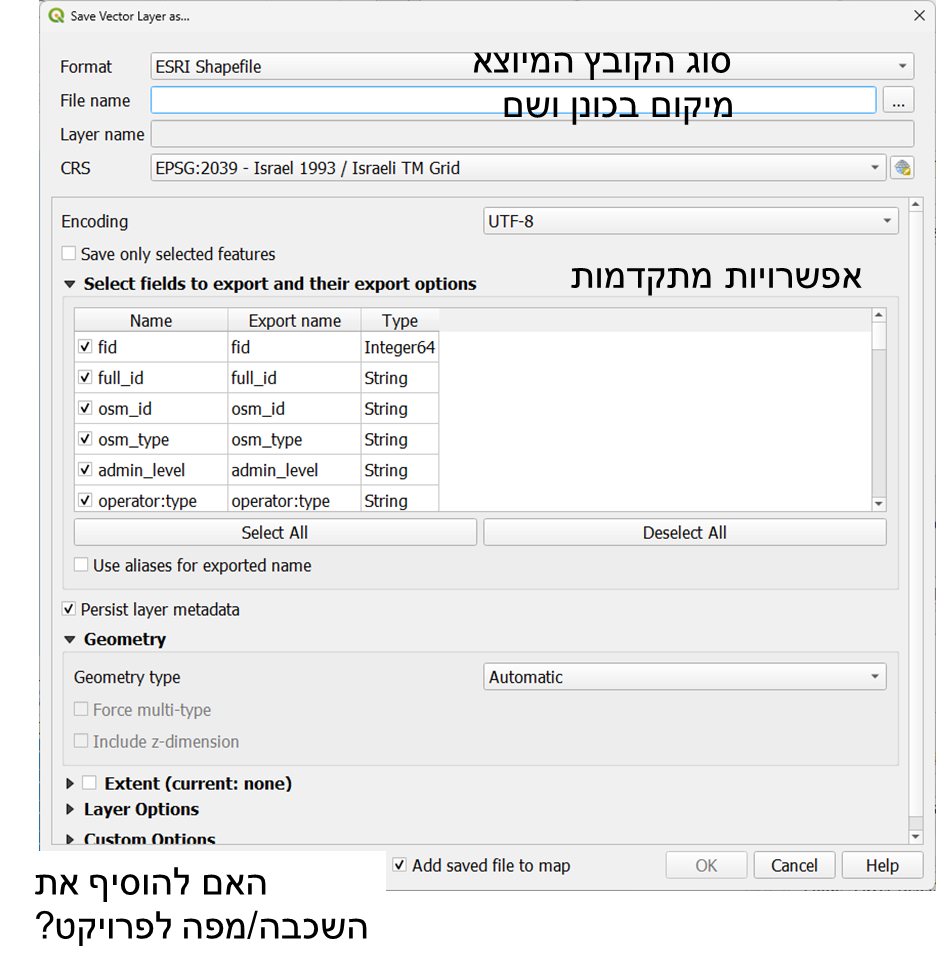 Save Vector Layer as...
Format ESRI Shapefile סוג הקובץ המיוצא
File name מיקום בכונן ושם ...
Layer name
CRS EPSG:2039 - Israel 1993 / Israeli TM Grid
Encoding UTF-8
Save only selected features
Select fields to export and their export options אפשרויות מתקדמות
Name Export name Type
fid fid Integer64
full_id full_id String
osm_id osm_id String
osm_type osm_type String
admin_level admin_level String
operator:type operator:type String
Select All Deselect All
Use aliases for exported name
Persist layer metadata
Geometry
Geometry type Automatic
Force multi-type
Include z-dimension
Extent (current: none)
Layer Options
Custom Options
Add saved file to map OK Cancel Help
האם להוסיף את
השכבה/מפה לפרויקט?